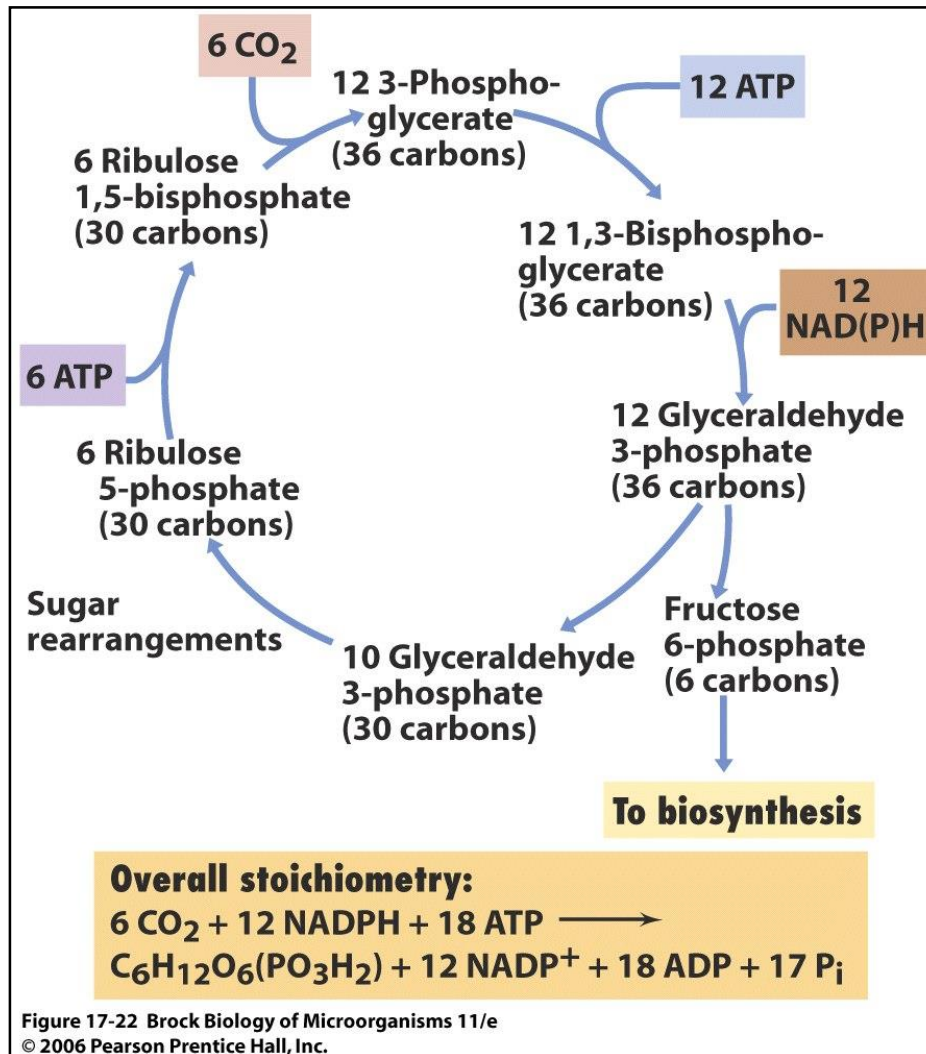 6 CO2
12 3-Phospho-
glycerate
(36 carbons)
12 ATP
6 Ribulose
1,5-bisphosphate
(30 carbons)
12 1,3-Bisphospho-
glycerate
(36 carbons)
12
NAD(P)H
6 ATP
12 Glyceraldehyde
3-phosphate
(36 carbons)
6 Ribulose
5-phosphate
(30 carbons)
Sugar
rearrangements
10 Glyceraldehyde
3-phosphate
(30 carbons)
Fructose
6-phosphate
(6 carbons)
To biosynthesis
Overall stoichiometry:
6 CO2 + 12 NADPH + 18 ATP →
C6H12O6(PO3H2) + 12 NADP+ + 18 ADP + 17 Pi
Figure 17-22 Brock Biology of Microorganisms 11/e
© 2006 Pearson Prentice Hall, Inc.